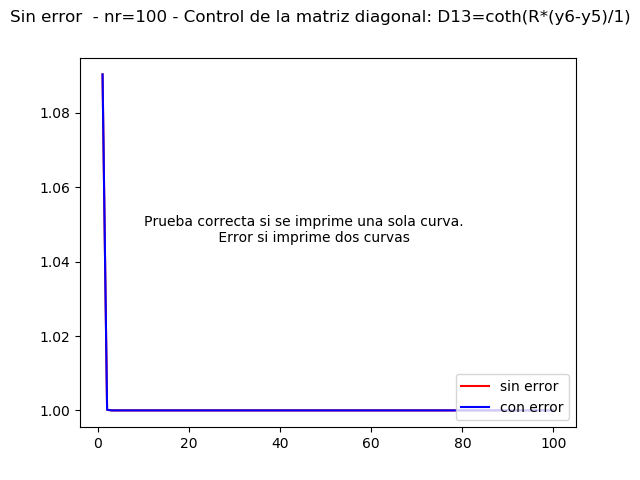 Sin error  - nr=100 - Control de la matriz diagonal: D13=coth(R*(y6-y5)/1)
1.08
1.06
1.04
1.02
1.00
Prueba correcta si se imprime una sola curva.
Error si imprime dos curvas
sin error
con error
0 20 40 60 80 100